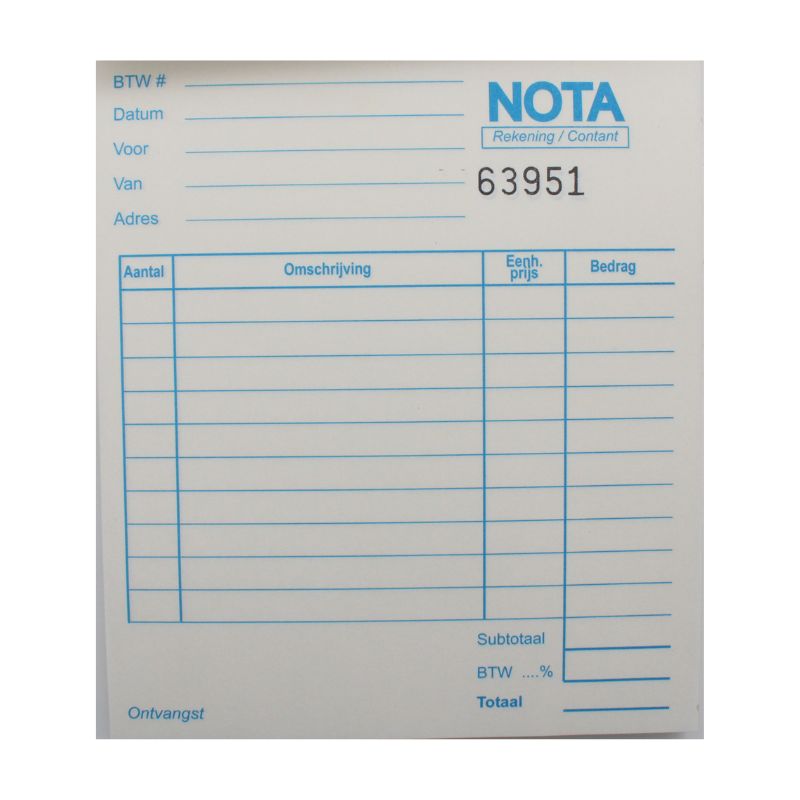 BTW #
Datum
Voor
Van
Adres
NOTA
Rekening / Contant
63951
Aantal Omschrijving Eenh. prijs Bedrag
Subtotaal
BTW ....%
Totaal
Ontvangst